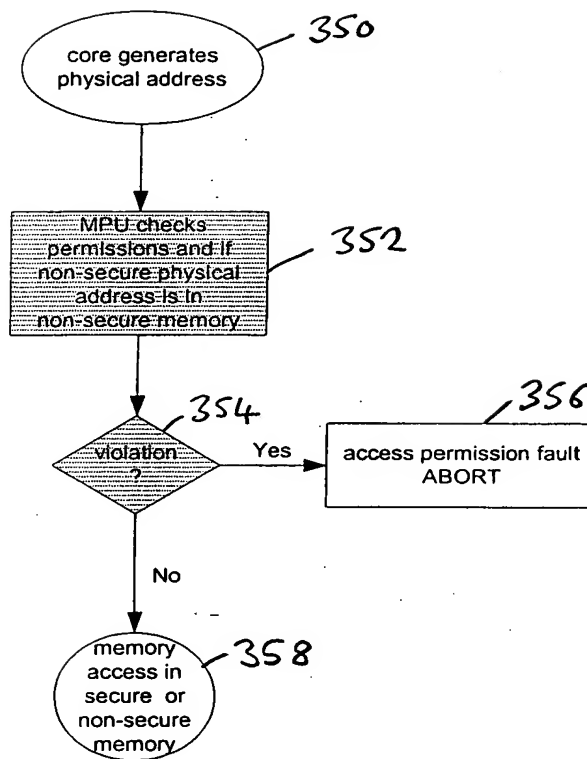 350
core generates
physical address
MPU checks
permissions and if
non-secure physical
address is in
non-secure memory
352
354
violation
?
Yes
356
access permission fault
ABORT
No
358
memory
access in
secure or
non-secure
memory